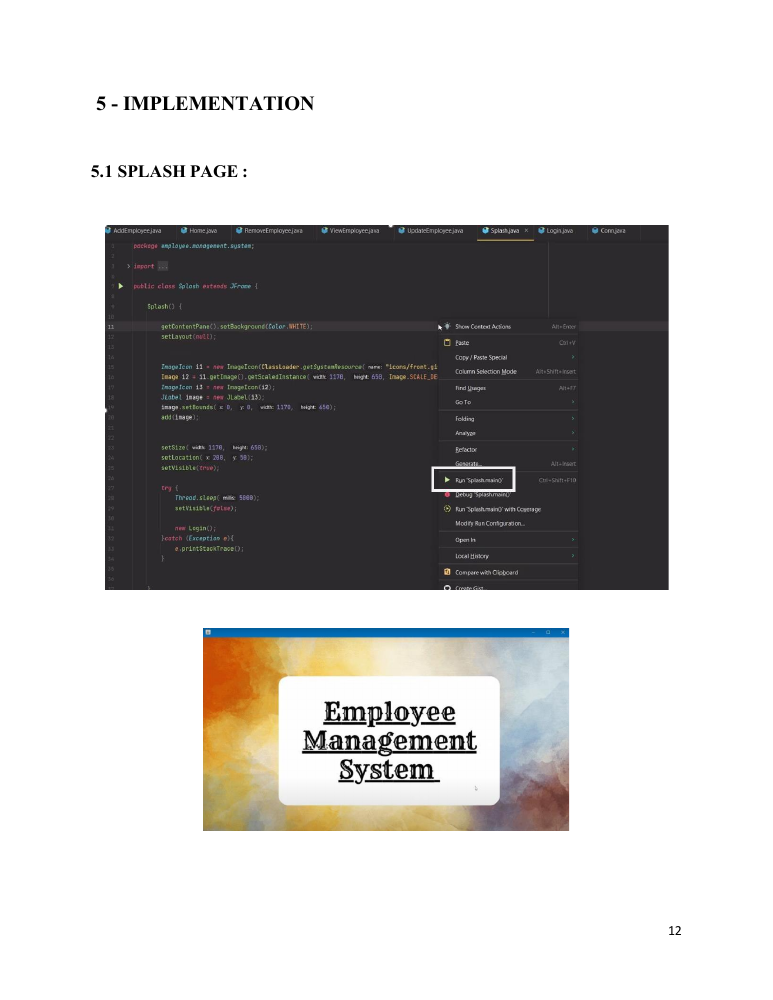 5 - IMPLEMENTATION
5.1 SPLASH PAGE :
AddEmployee.java Home.java RemoveEmployee.java ViewEmployee.java UpdateEmployee.java Splash.java × Login.java Conn.java
package employee.management.system;
> import ...
public class Splash extends JFrame {
Splash() {
11 getContentPane().setBackground(Color.WHITE);
setLayout(null);
ImageIcon i1 = new ImageIcon(ClassLoader.getSystemResource( name: "icons/front.gi
Image i2 = i1.getImage().getScaledInstance( width: 1170, height: 650, Image.SCALE_DE
ImageIcon i3 = new ImageIcon(i2);
JLabel image = new JLabel(i3);
image.setBounds( x: 0, y: 0, width: 1170, height: 650);
add(image);
setSize( width: 1170, height: 650);
setLocation( x: 200, y: 50);
setVisible(true);
try {
Thread.sleep( millis: 5000);
setVisible(false);
new Login();
}catch (Exception e){
e.printStackTrace();
}
}
Show Context Actions Alt+Enter
Paste Ctrl+V
Copy / Paste Special
Column Selection Mode Alt+Shift+Insert
Find Usages Alt+F7
Go To
Folding
Analyze
Refactor
Generate... Alt+Insert
Run 'Splash.main()' Ctrl+Shift+F10
Debug 'Splash.main()'
Run 'Splash.main()' with Coverage
Modify Run Configuration...
Open In
Local History
Compare with Clipboard
Create Gist...
Employee
Management
System
12